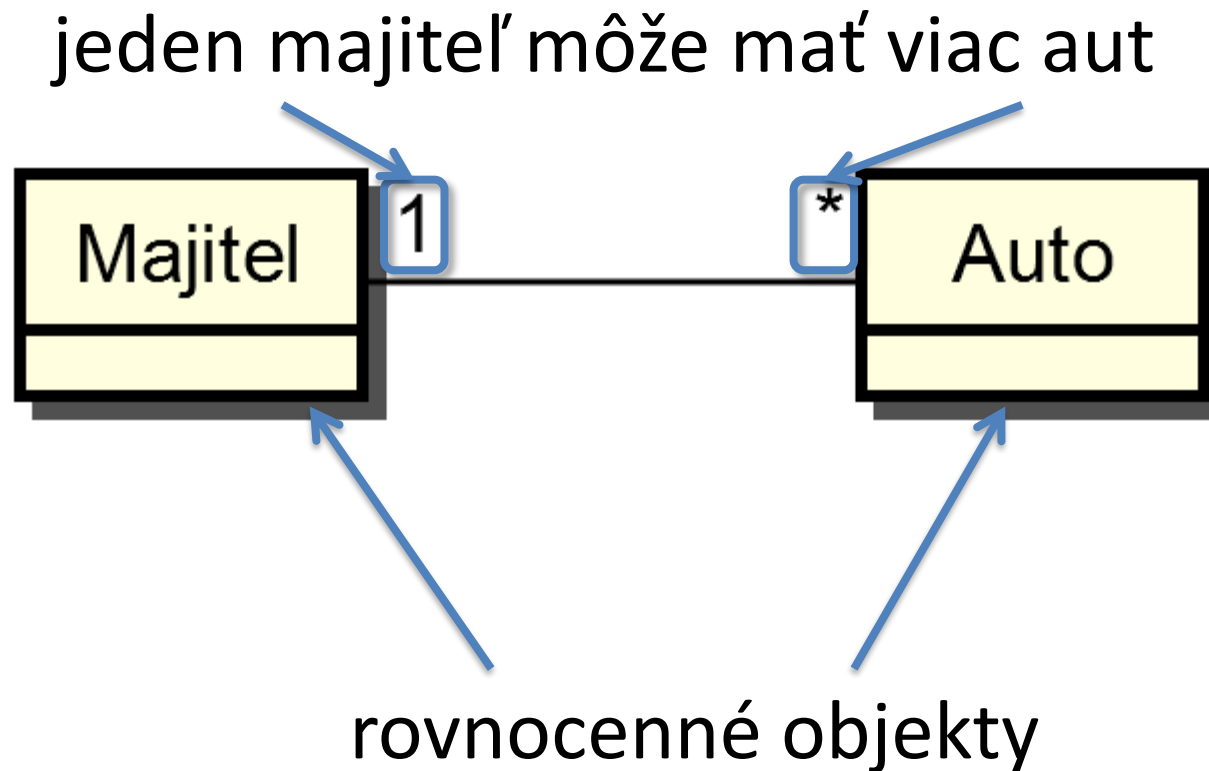 jeden majiteľ môže mať viac aut
Majitel
1
*
Auto
rovnocenné objekty